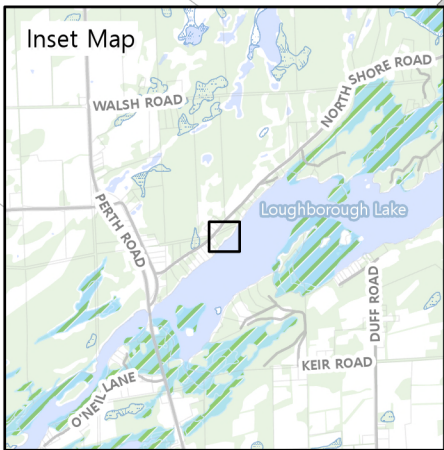 Inset Map
NORTH SHORE ROAD
WALSH ROAD
PERTH ROAD
Loughborough Lake
DUFF ROAD
KEIR ROAD
O'NEIL LANE